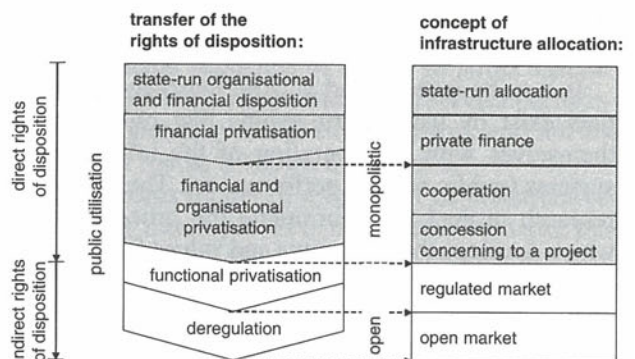 transfer of the
rights of disposition:
concept of
infrastructure allocation:
direct rights
of disposition
indirect rights
of disposition
public utilisation
state-run organisational
and financial disposition
financial privatisation
financial and
organisational
privatisation
functional privatisation
deregulation
monopolistic
open
state-run allocation
private finance
cooperation
concession
concerning to a project
regulated market
open market